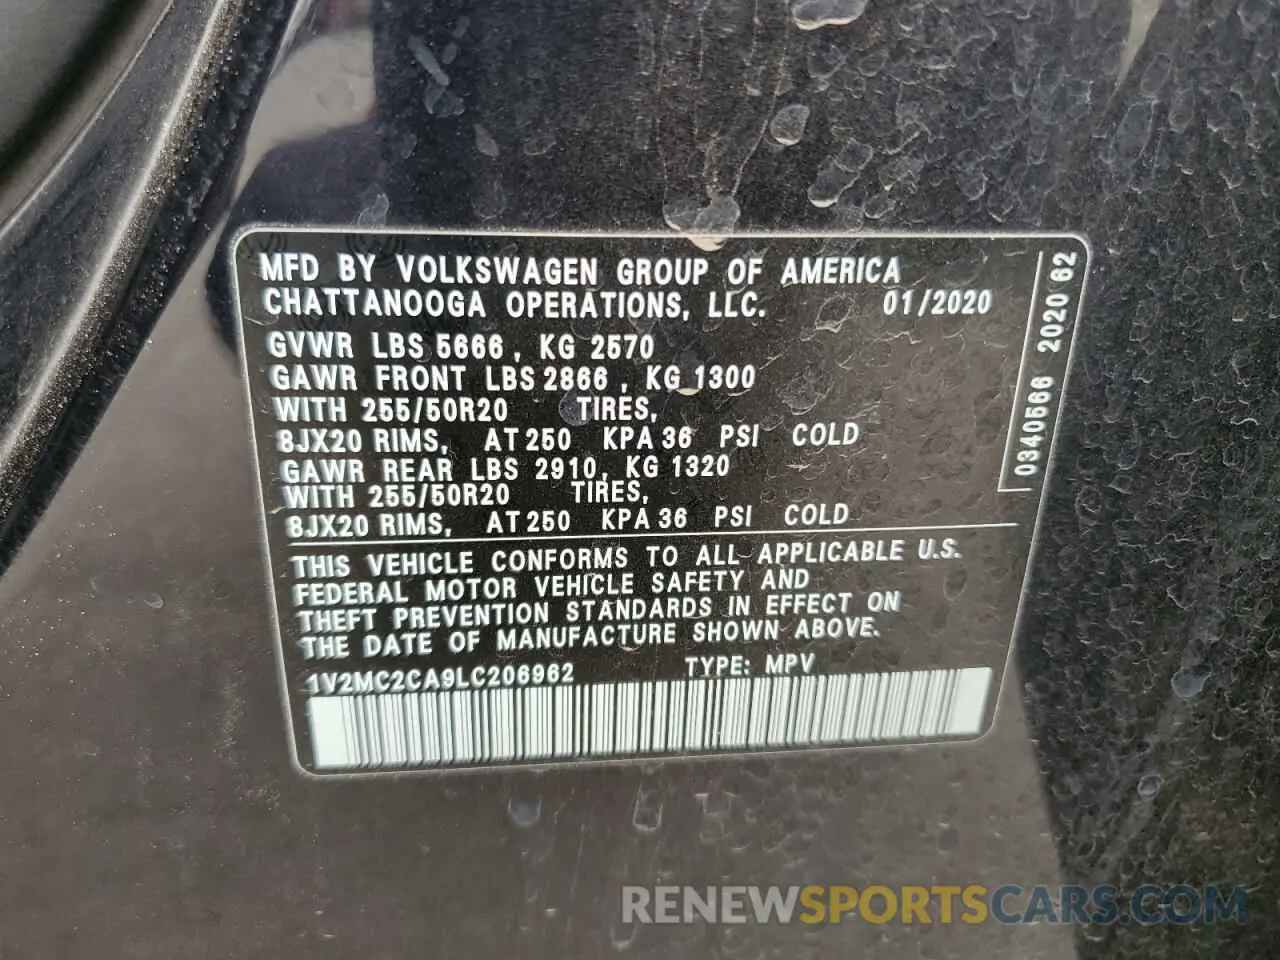 MFD BY VOLKSWAGEN GROUP OF AMERICA
CHATTANOOGA OPERATIONS, LLC. 01/2020
GVWR LBS 5666, KG 2570
GAWR FRONT LBS 2866, KG 1300
WITH 255/50R20 TIRES,
8JX20 RIMS, AT 250 KPA 36 PSI COLD
GAWR REAR LBS 2910, KG 1320
WITH 255/50R20 TIRES,
8JX20 RIMS, AT 250 KPA 36 PSI COLD
THIS VEHICLE CONFORMS TO ALL APPLICABLE U.S.
FEDERAL MOTOR VEHICLE SAFETY AND
THEFT PREVENTION STANDARDS IN EFFECT ON
THE DATE OF MANUFACTURE SHOWN ABOVE.
1V2MC2CA9LC206962 TYPE: MPV
0340566 2020 62
RENEWSPORTSCARS.COM